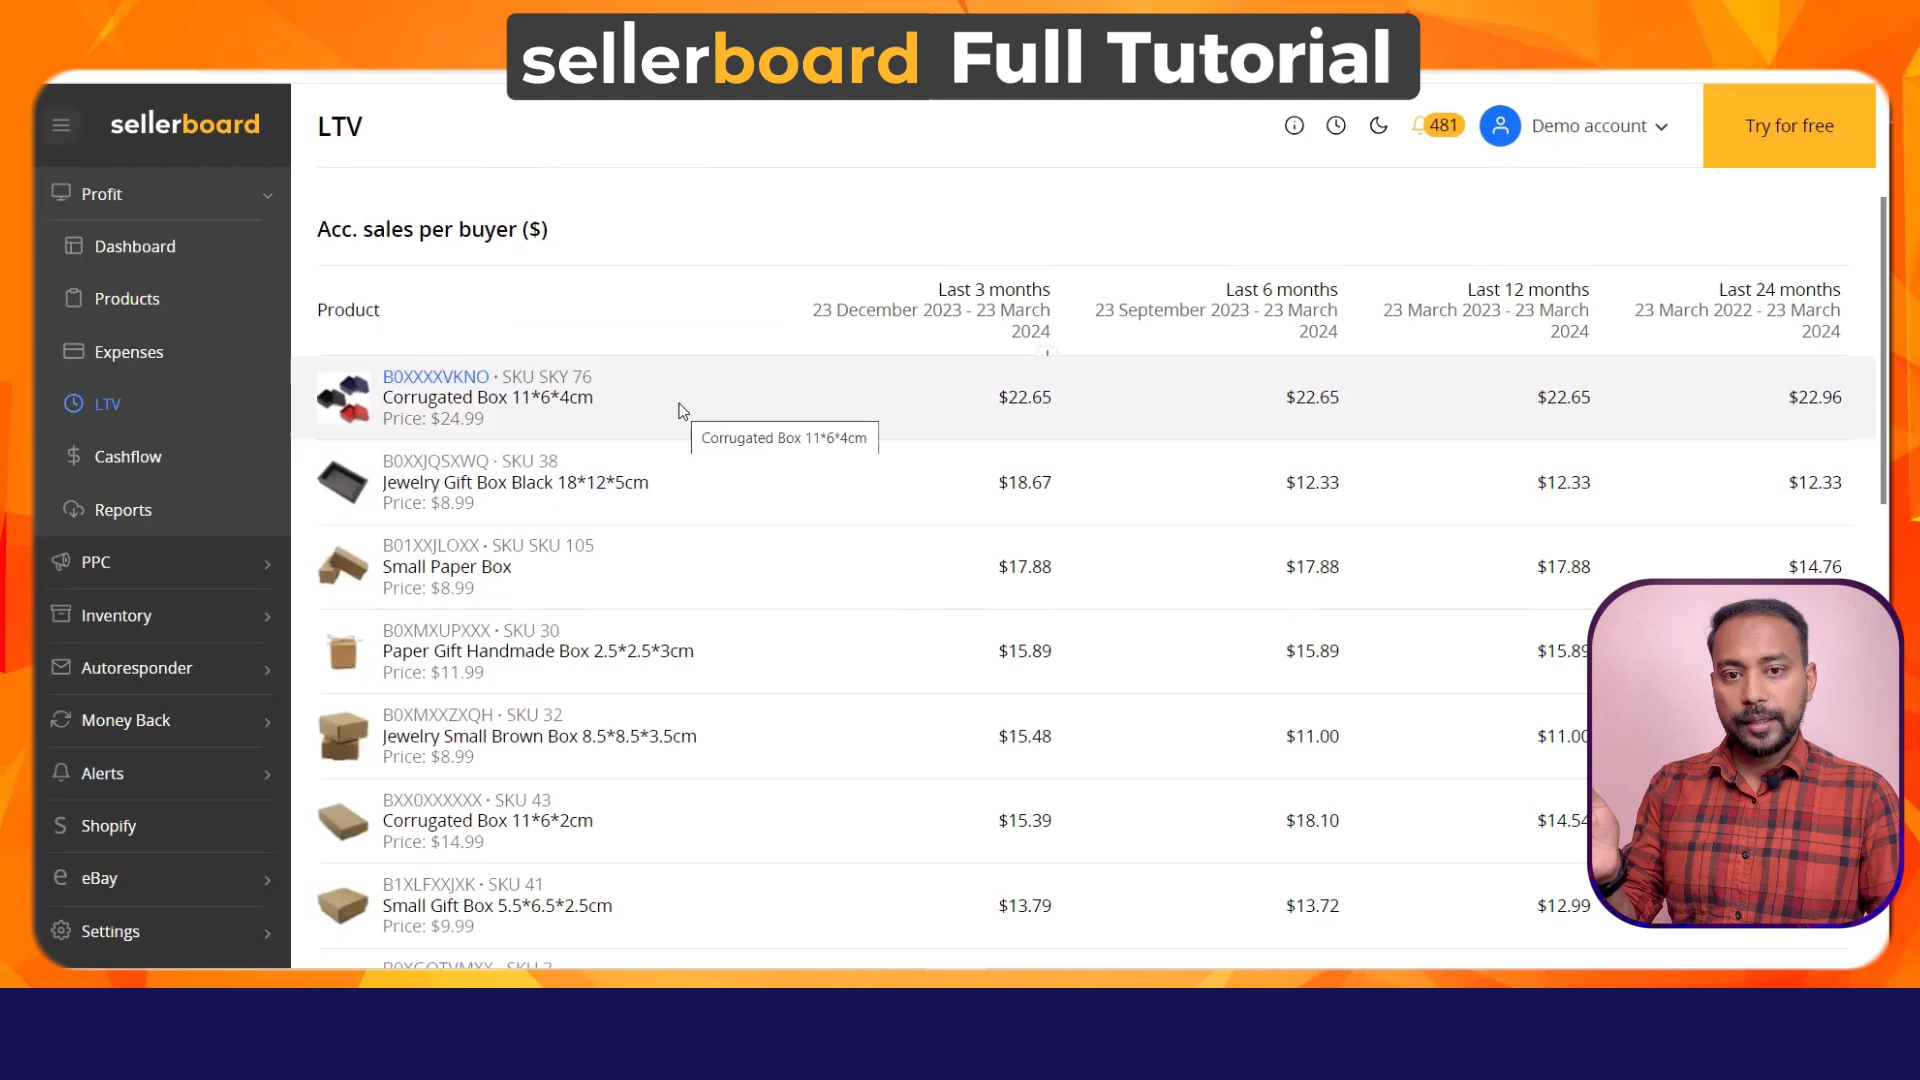 sellerboard Full Tutorial
sellerboard
LTV
481
Demo account
Try for free
Profit
Dashboard
Products
Expenses
LTV
Cashflow
Reports
PPC
Inventory
Autoresponder
Money Back
Alerts
Shopify
eBay
Settings
Acc. sales per buyer ($)
Product
Last 3 months
23 December 2023 - 23 March
2024
Last 6 months
23 September 2023 - 23 March
2024
Last 12 months
23 March 2023 - 23 March
2024
Last 24 months
23 March 2022 - 23 March
2024
B0XXXXVKNO • SKU SKY 76
Corrugated Box 11*6*4cm
Price: $24.99
$22.65 $22.65 $22.65 $22.96
Corrugated Box 11*6*4cm
B0XXJQSXWQ • SKU 38
Jewelry Gift Box Black 18*12*5cm
Price: $8.99
$18.67 $12.33 $12.33 $12.33
B01XXJLOXX • SKU SKU 105
Small Paper Box
Price: $8.99
$17.88 $17.88 $17.88 $14.76
B0XMXUPXXX • SKU 30
Paper Gift Handmade Box 2.5*2.5*3cm
Price: $11.99
$15.89 $15.89 $15.89
B0XMXXZXQH • SKU 32
Jewelry Small Brown Box 8.5*8.5*3.5cm
Price: $8.99
$15.48 $11.00 $11.00
BXX0XXXXXX • SKU 43
Corrugated Box 11*6*2cm
Price: $14.99
$15.39 $18.10 $14.54
B1XLFXXJXK • SKU 41
Small Gift Box 5.5*6.5*2.5cm
Price: $9.99
$13.79 $13.72 $12.99